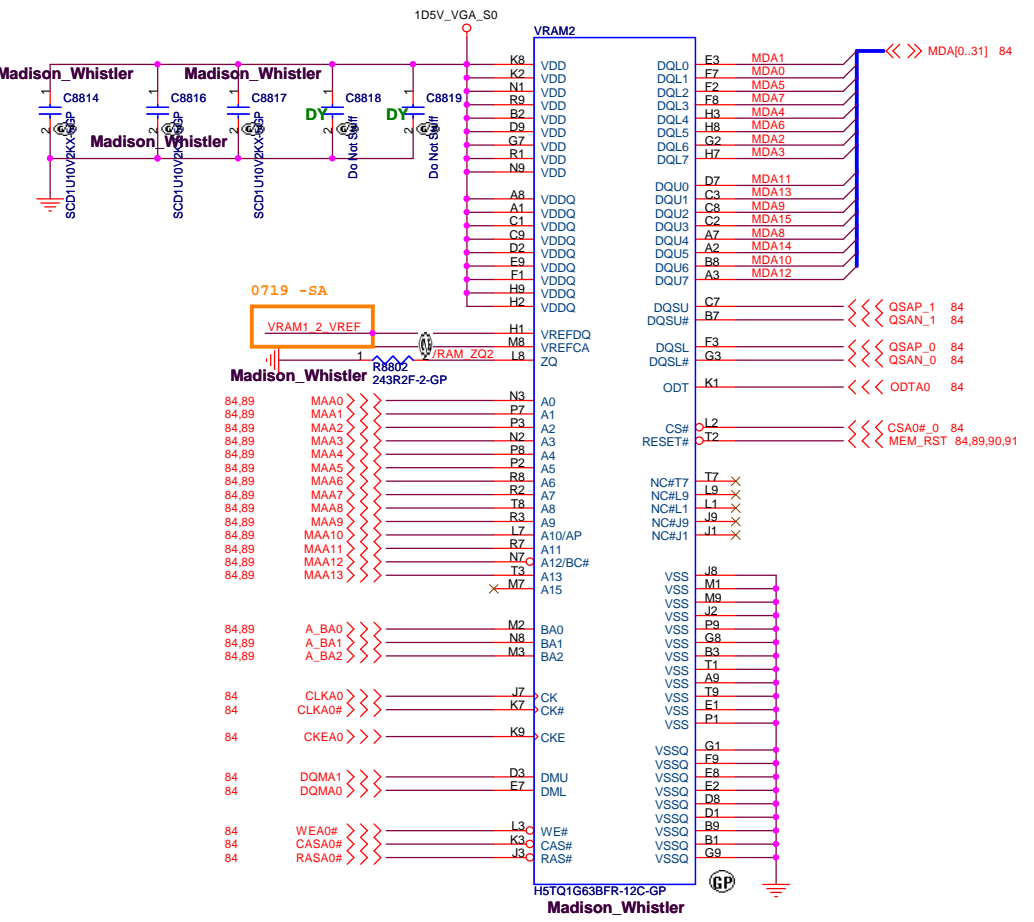 1D5V_VGA_S0
VRAM2
Madison_Whistler
Madison_Whistler
C8814
C8816
C8817
C8818
C8819
DY
DY
2
2
2
2
2
SCD1U10V2KX-5GP
SCD1U10V2KX-5GP
SCD1U10V2KX-5GP
Do Not Stuff
Do Not Stuff
Madison_Whistler
K8 VDD
K2 VDD
N1 VDD
R9 VDD
B2 VDD
D9 VDD
G7 VDD
R1 VDD
N9 VDD
A8 VDDQ
A1 VDDQ
C1 VDDQ
C9 VDDQ
D2 VDDQ
E9 VDDQ
F1 VDDQ
H9 VDDQ
H2 VDDQ
0719 -SA
VRAM1_2_VREF
H1 VREFDQ
M8 VREFCA
1 2 /RAM_ZQ2 L8 ZQ
R8802
243R2F-2-GP
Madison_Whistler
84,89 MAA0 N3 A0
84,89 MAA1 P7 A1
84,89 MAA2 P3 A2
84,89 MAA3 N2 A3
84,89 MAA4 P8 A4
84,89 MAA5 P2 A5
84,89 MAA6 R8 A6
84,89 MAA7 R2 A7
84,89 MAA8 T8 A8
84,89 MAA9 R3 A9
84,89 MAA10 L7 A10/AP
84,89 MAA11 R7 A11
84,89 MAA12 N7 A12/BC#
84,89 MAA13 T3 A13
M7 A15
84,89 A_BA0 M2 BA0
84,89 A_BA1 N8 BA1
84,89 A_BA2 M3 BA2
84 CLKA0 J7 CK
84 CLKA0# K7 CK#
84 CKEA0 K9 CKE
84 DQMA1 D3 DMU
84 DQMA0 E7 DML
84 WEA0# L3 WE#
84 CASA0# K3 CAS#
84 RASA0# J3 RAS#
DQL0 E3 MDA1
DQL1 F7 MDA0
DQL2 F2 MDA5
DQL3 F8 MDA7
DQL4 H3 MDA4
DQL5 H8 MDA6
DQL6 G2 MDA2
DQL7 H7 MDA3
MDA[0..31] 84
DQU0 D7 MDA11
DQU1 C3 MDA13
DQU2 C8 MDA9
DQU3 C2 MDA15
DQU4 A7 MDA8
DQU5 A2 MDA14
DQU6 B8 MDA10
DQU7 A3 MDA12
DQSU C7 QSAP_1 84
DQSU# B7 QSAN_1 84
DQSL F3 QSAP_0 84
DQSL# G3 QSAN_0 84
ODT K1 ODTA0 84
CS# L2 CSA0#_0 84
RESET# T2 MEM_RST 84,89,90,91
NC#T7 T7
NC#L9 L9
NC#L1 L1
NC#J9 J9
NC#J1 J1
VSS J8
VSS M1
VSS M9
VSS J2
VSS P9
VSS G8
VSS B3
VSS T1
VSS A9
VSS T9
VSS E1
VSS P1
VSSQ G1
VSSQ F9
VSSQ E8
VSSQ E2
VSSQ D8
VSSQ D1
VSSQ B9
VSSQ B1
VSSQ G9
H5TQ1G63BFR-12C-GP
GP
Madison_Whistler